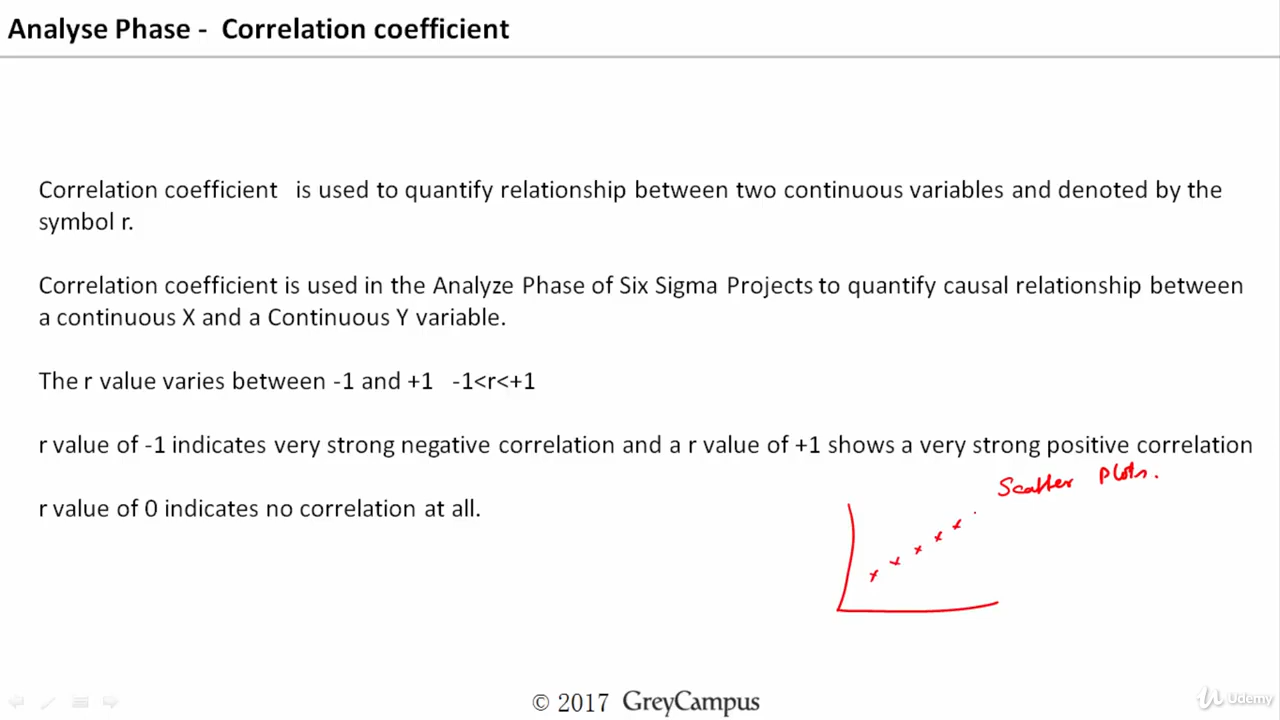 Analyse Phase - Correlation coefficient
Correlation coefficient is used to quantify relationship between two continuous variables and denoted by the
symbol r.
Correlation coefficient is used in the Analyze Phase of Six Sigma Projects to quantify causal relationship between
a continuous X and a Continuous Y variable.
The r value varies between -1 and +1 -1<r<+1
r value of -1 indicates very strong negative correlation and a r value of +1 shows a very strong positive correlation
Scatter Plots.
r value of 0 indicates no correlation at all.
© 2017 GreyCampus
Udemy